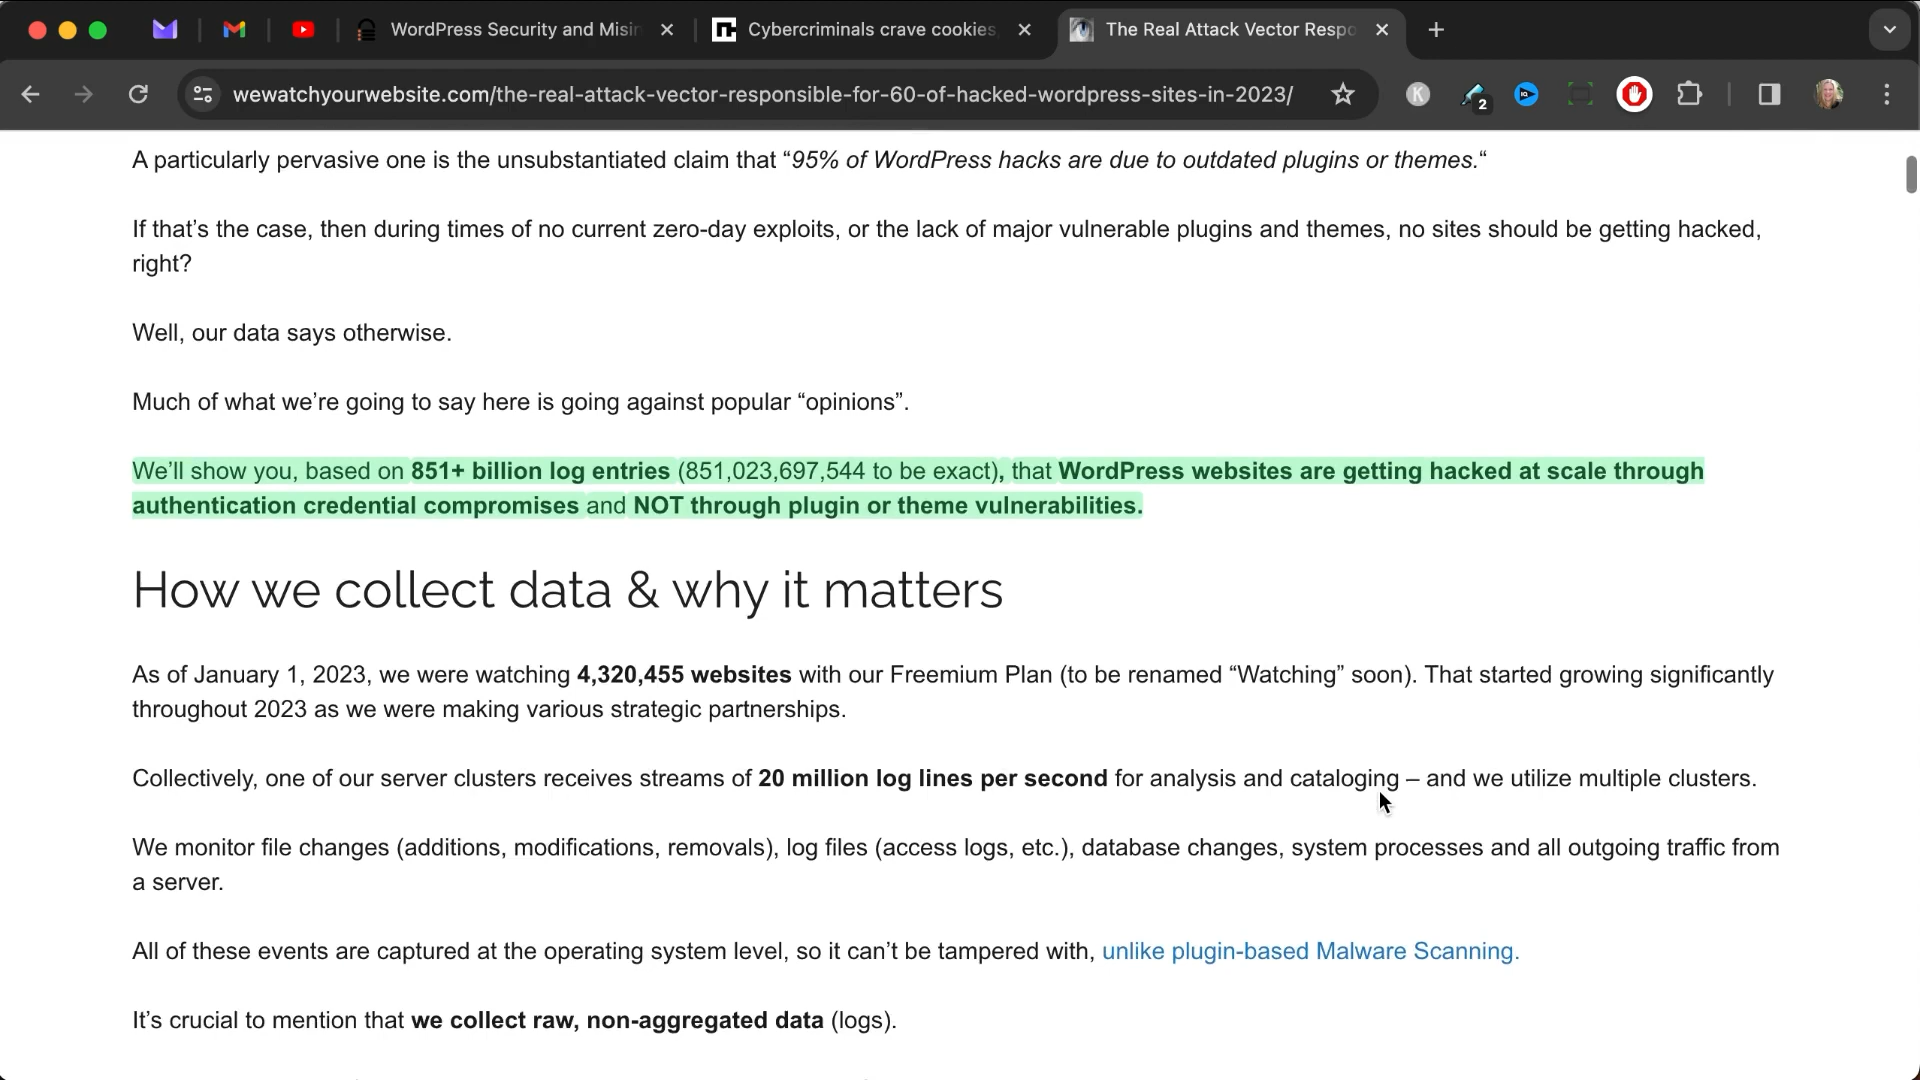 WordPress Security and Misin
Cybercriminals crave cookies,
The Real Attack Vector Respo
wewatchyourwebsite.com/the-real-attack-vector-responsible-for-60-of-hacked-wordpress-sites-in-2023/
K
2
IQ
A particularly pervasive one is the unsubstantiated claim that “95% of WordPress hacks are due to outdated plugins or themes.“
If that’s the case, then during times of no current zero-day exploits, or the lack of major vulnerable plugins and themes, no sites should be getting hacked,
right?
Well, our data says otherwise.
Much of what we’re going to say here is going against popular “opinions”.
We’ll show you, based on 851+ billion log entries (851,023,697,544 to be exact), that WordPress websites are getting hacked at scale through
authentication credential compromises and NOT through plugin or theme vulnerabilities.
How we collect data & why it matters
As of January 1, 2023, we were watching 4,320,455 websites with our Freemium Plan (to be renamed “Watching” soon). That started growing significantly
throughout 2023 as we were making various strategic partnerships.
Collectively, one of our server clusters receives streams of 20 million log lines per second for analysis and cataloging – and we utilize multiple clusters.
We monitor file changes (additions, modifications, removals), log files (access logs, etc.), database changes, system processes and all outgoing traffic from
a server.
All of these events are captured at the operating system level, so it can’t be tampered with, unlike plugin-based Malware Scanning.
It’s crucial to mention that we collect raw, non-aggregated data (logs).